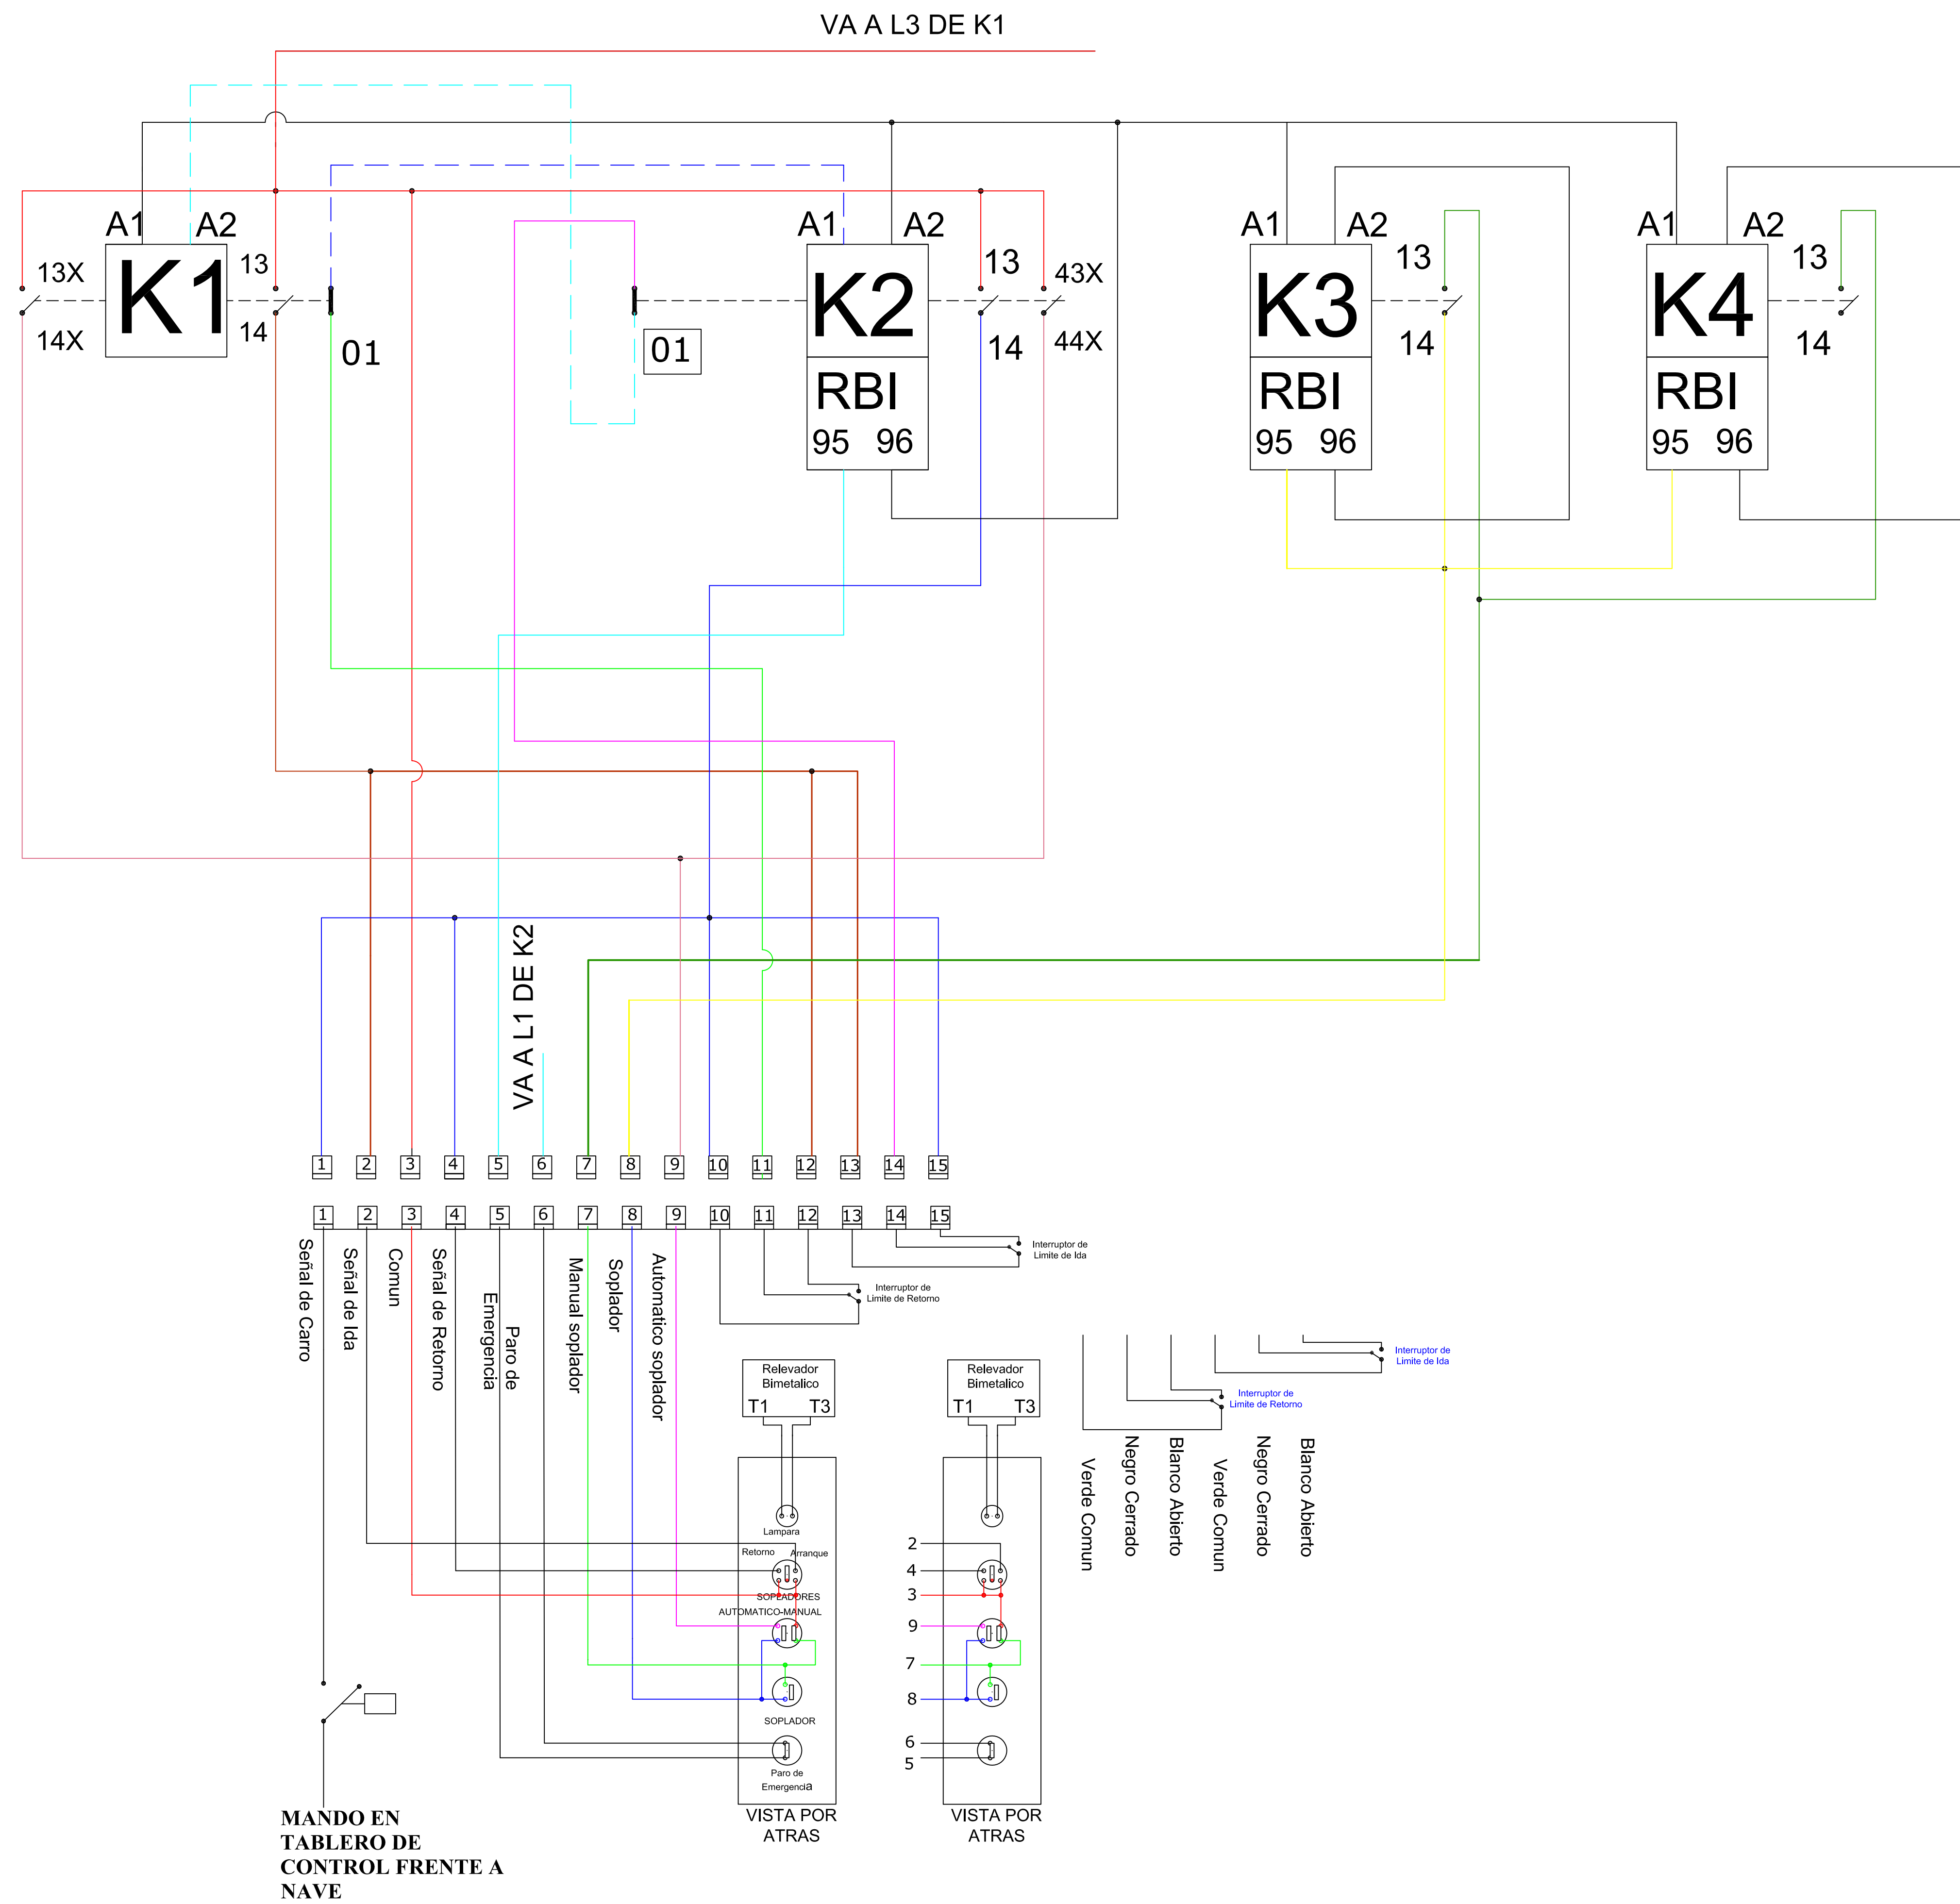 VA A L3 DE K1
A1 A2
A1 A2
A1 A2
A1 A2
13X
K1
13
14X
14
01
01
K2
13
43X
14
44X
K3
13
14
K4
13
14
RBI
95 96
RBI
95 96
RBI
95 96
VA A L1 DE K2
1 2 3 4 5 6 7 8 9 10 11 12 13 14 15
1 2 3 4 5 6 7 8 9 10 11 12 13 14 15
Señal de Carro
Señal de Ida
Comun
Señal de Retorno
Paro de
Emergencia
Manual soplador
Soplador
Automatico soplador
Interruptor de
Limite de Ida
Interruptor de
Limite de Retorno
Interruptor de
Limite de Ida
Interruptor de
Limite de Retorno
Verde Comun
Negro Cerrado
Blanco Abierto
Verde Comun
Negro Cerrado
Blanco Abierto
Relevador
Bimetalico
T1 T3
Lampara
Retorno Arranque
SOPLADORES
AUTOMATICO-MANUAL
SOPLADOR
Paro de
Emergencia
VISTA POR
ATRAS
Relevador
Bimetalico
T1 T3
2
4
3
9
7
8
6
5
VISTA POR
ATRAS
MANDO EN
TABLERO DE
CONTROL FRENTE A
NAVE